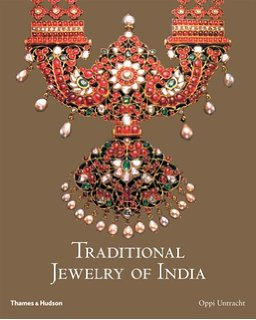 TRADITIONAL
JEWELRY OF INDIA
Thames & Hudson
Oppi Untracht